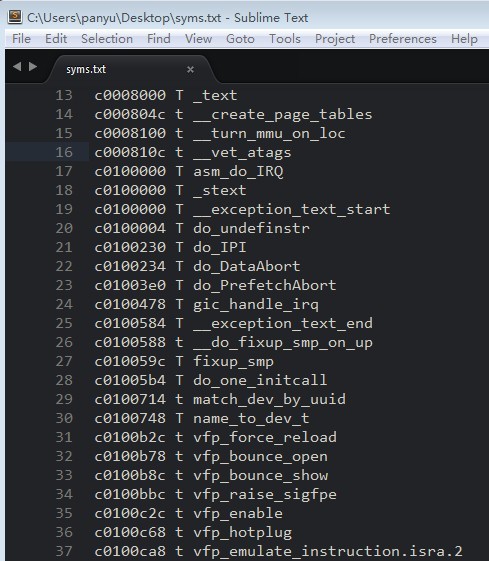 C:\Users\panyu\Desktop\syms.txt - Sublime Text
File Edit Selection Find View Goto Tools Project Preferences Help
syms.txt ×
13 c0008000 T _text
14 c000804c t __create_page_tables
15 c0008100 t __turn_mmu_on_loc
16 c000810c t __vet_atags
17 c0100000 T asm_do_IRQ
18 c0100000 T _stext
19 c0100000 T __exception_text_start
20 c0100004 T do_undefinstr
21 c0100230 T do_IPI
22 c0100234 T do_DataAbort
23 c01003e0 T do_PrefetchAbort
24 c0100478 T gic_handle_irq
25 c0100584 T __exception_text_end
26 c0100588 t __do_fixup_smp_on_up
27 c010059c T fixup_smp
28 c01005b4 T do_one_initcall
29 c0100714 t match_dev_by_uuid
30 c0100748 T name_to_dev_t
31 c0100b2c t vfp_force_reload
32 c0100b78 t vfp_bounce_open
33 c0100b8c t vfp_bounce_show
34 c0100bbc t vfp_raise_sigfpe
35 c0100c2c t vfp_enable
36 c0100c68 t vfp_hotplug
37 c0100ca8 t vfp_emulate_instruction.isra.2